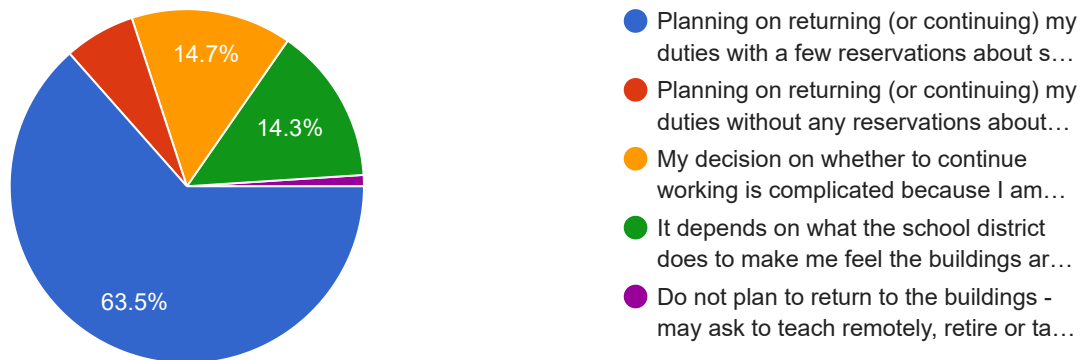 14.7%
14.3%
63.5%
Planning on returning (or continuing) my
duties with a few reservations about s…
Planning on returning (or continuing) my
duties without any reservations about…
My decision on whether to continue
working is complicated because I am…
It depends on what the school district
does to make me feel the buildings ar…
Do not plan to return to the buildings -
may ask to teach remotely, retire or ta…